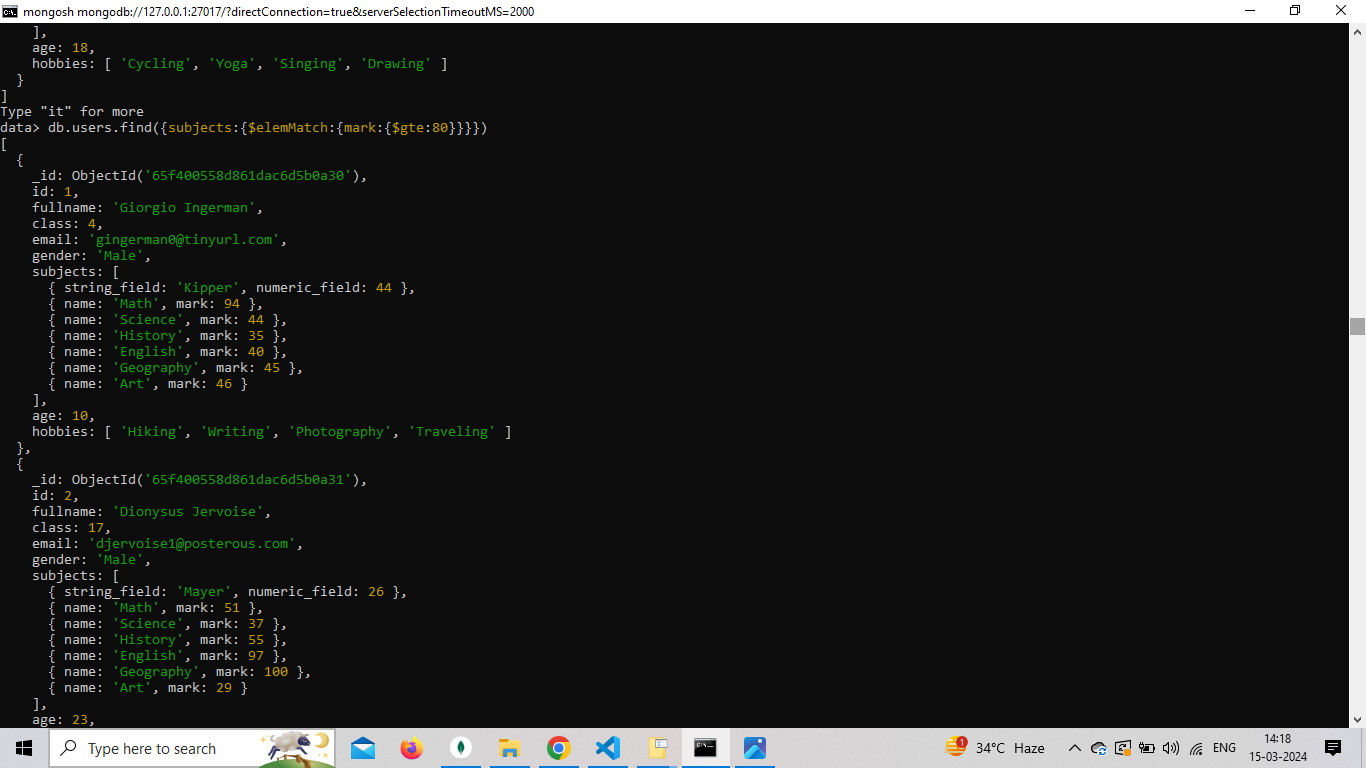 mongosh mongodb://127.0.0.1:27017/?directConnection=true&serverSelectionTimeoutMS=2000
],
age: 18,
hobbies: [ 'Cycling', 'Yoga', 'Singing', 'Drawing' ]
}
]
Type "it" for more
data> db.users.find({subjects:{$elemMatch:{mark:{$gte:80}}}})
[
{
_id: ObjectId('65f400558d861dac6d5b0a30'),
id: 1,
fullname: 'Giorgio Ingerman',
class: 4,
email: 'gingerman0@tinyurl.com',
gender: 'Male',
subjects: [
{ string_field: 'Kipper', numeric_field: 44 },
{ name: 'Math', mark: 94 },
{ name: 'Science', mark: 44 },
{ name: 'History', mark: 35 },
{ name: 'English', mark: 40 },
{ name: 'Geography', mark: 45 },
{ name: 'Art', mark: 46 }
],
age: 10,
hobbies: [ 'Hiking', 'Writing', 'Photography', 'Traveling' ]
},
{
_id: ObjectId('65f400558d861dac6d5b0a31'),
id: 2,
fullname: 'Dionysus Jervoise',
class: 17,
email: 'djervoise1@posterous.com',
gender: 'Male',
subjects: [
{ string_field: 'Mayer', numeric_field: 26 },
{ name: 'Math', mark: 51 },
{ name: 'Science', mark: 37 },
{ name: 'History', mark: 55 },
{ name: 'English', mark: 97 },
{ name: 'Geography', mark: 100 },
{ name: 'Art', mark: 29 }
],
age: 23,
Type here to search
1
34°C Haze
ENG
14:18
15-03-2024